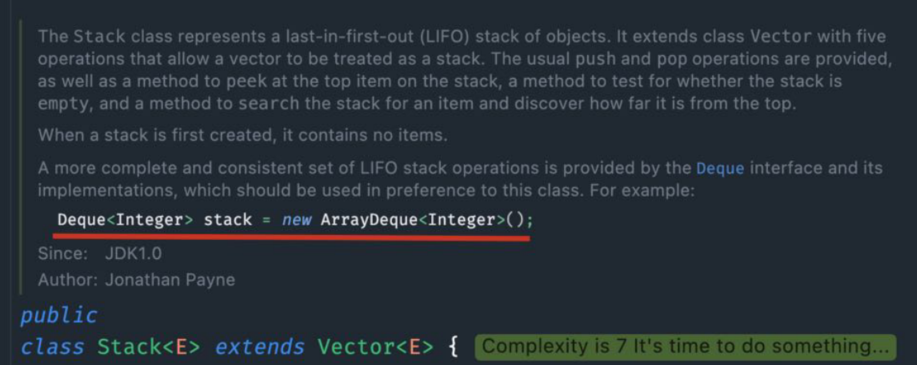 The Stack class represents a last-in-first-out (LIFO) stack of objects. It extends class Vector with five
operations that allow a vector to be treated as a stack. The usual push and pop operations are provided,
as well as a method to peek at the top item on the stack, a method to test for whether the stack is
empty, and a method to search the stack for an item and discover how far it is from the top.
When a stack is first created, it contains no items.
A more complete and consistent set of LIFO stack operations is provided by the Deque interface and its
implementations, which should be used in preference to this class. For example:
Deque<Integer> stack = new ArrayDeque<Integer>();
Since: JDK1.0
Author: Jonathan Payne
public
class Stack<E> extends Vector<E> { Complexity is 7 It's time to do something...